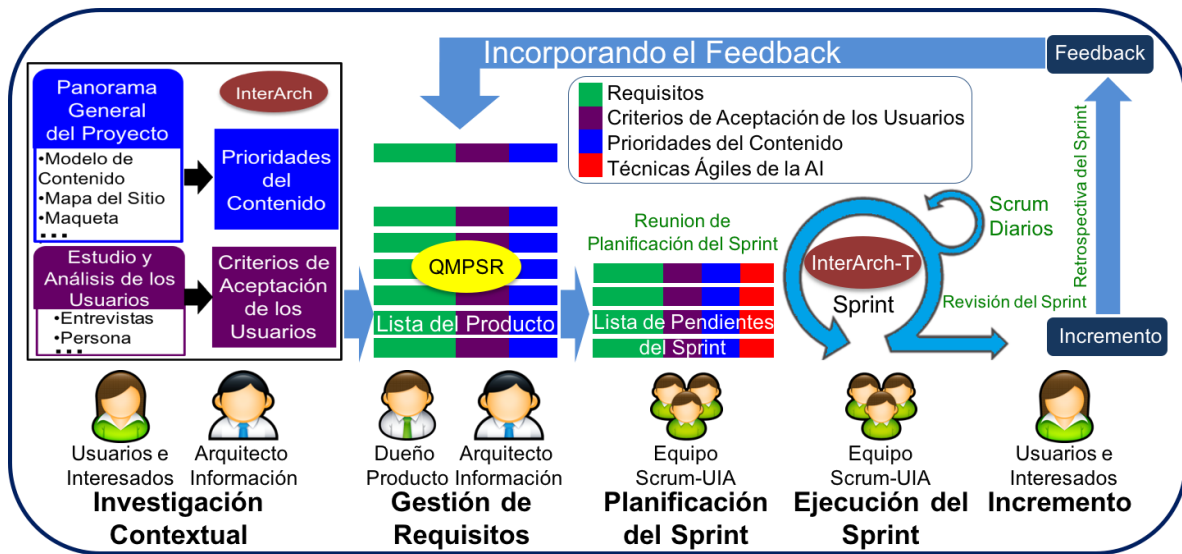 Incorporando el Feedback
Feedback
Panorama
General
del Proyecto
•Modelo de
Contenido
•Mapa del Sitio
•Maqueta
...
InterArch
Prioridades
del
Contenido
Estudio y
Análisis de los
Usuarios
•Entrevistas
•Persona
...
Criterios de
Aceptación
de los
Usuarios
Requisitos
Criterios de Aceptación de los Usuarios
Prioridades del Contenido
Técnicas Ágiles de la AI
QMPSR
Lista del Producto
Reunion de
Planificación del Sprint
Lista de Pendientes
del Sprint
InterArch-T
Sprint
Scrum
Diarios
Revisión del Sprint
Retrospectiva del Sprint
Incremento
Usuarios e
Interesados
Arquitecto
Información
Investigación
Contextual
Dueño
Producto
Arquitecto
Información
Gestión de
Requisitos
Equipo
Scrum-UIA
Planificación
del Sprint
Equipo
Scrum-UIA
Ejecución del
Sprint
Usuarios e
Interesados
Incremento